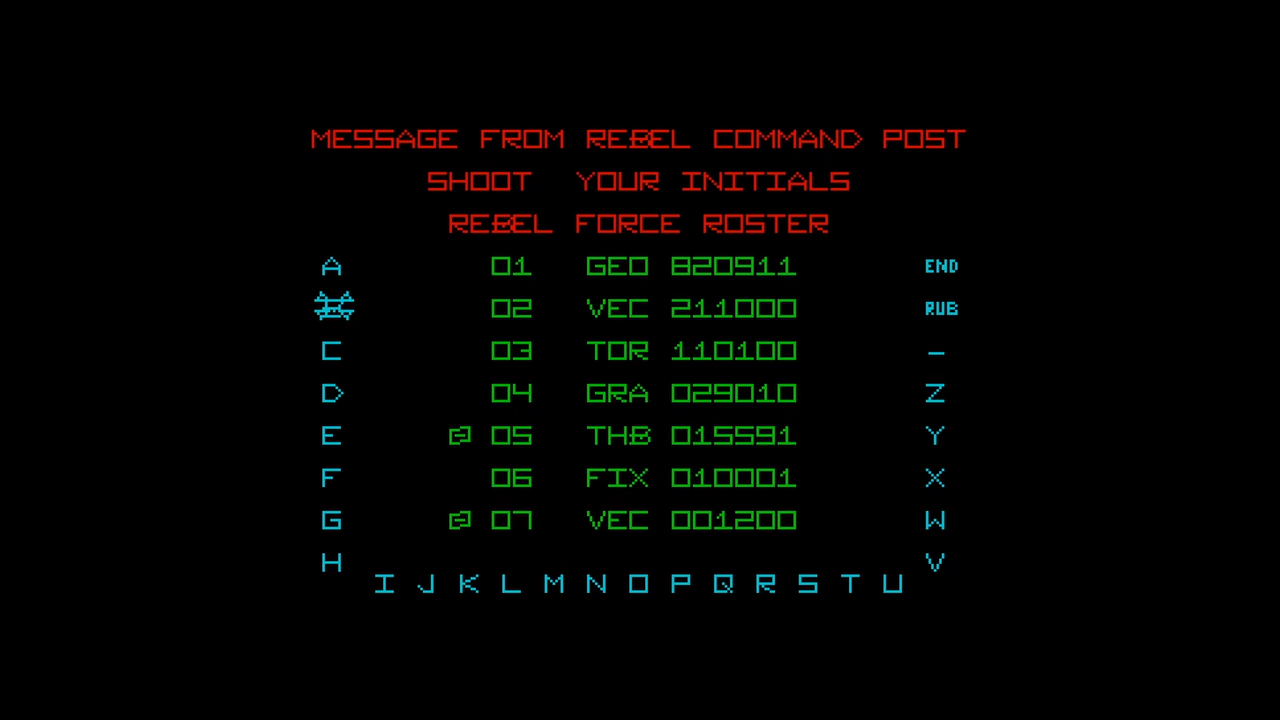 MESSAGE FROM REBEL COMMAND POST
SHOOT YOUR INITIALS
REBEL FORCE ROSTER
A 01 GEO 820911 END
02 VEC 211000 RUB
C 03 TOR 110100 -
D 04 GRA 029010 Z
E @ 05 THB 015591 Y
F 06 FIX 010001 X
G @ 07 VEC 001200 W
H V
I J K L M N O P Q R S T U